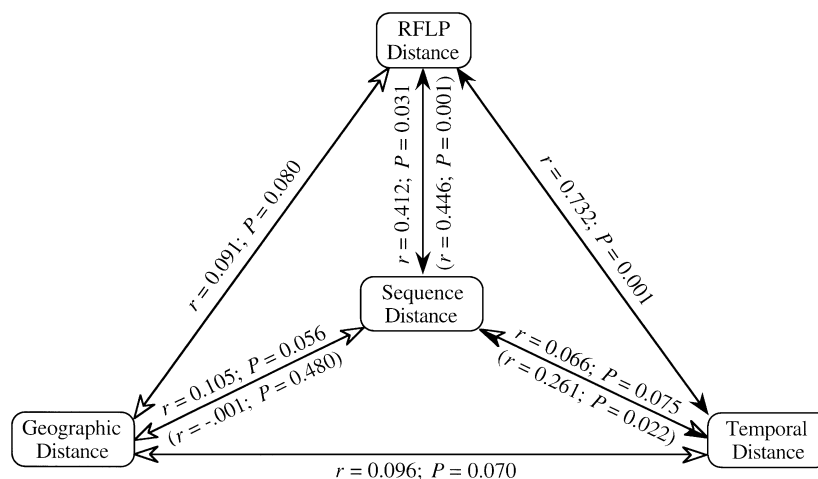 RFLP
Distance
r = 0.412; P = 0.031
(r = 0.446; P = 0.001)
r = 0.091; P = 0.080
r = 0.732; P = 0.001
Sequence
Distance
r = 0.105; P = 0.056
(r = -.001; P = 0.480)
r = 0.066; P = 0.075
(r = 0.261; P = 0.022)
Geographic
Distance
Temporal
Distance
r = 0.096; P = 0.070